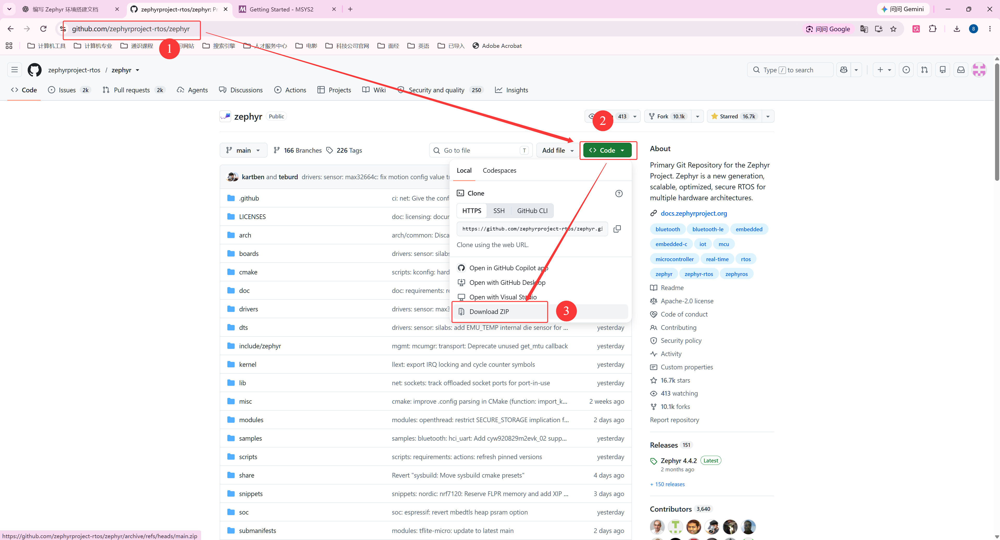 编写 Zephyr 环境搭建文档
zephyrproject-rtos/zephyr: Pr
Getting Started - MSYS2
问问 Gemini
github.com/zephyrproject-rtos/zephyr
问问 Google
8
计算机工具
计算机专业
通识课程
1
习网站
搜索引擎
人才服务中心
电影
科技公司官网
面经
英语
已导入
Adobe Acrobat
zephyrproject-rtos / zephyr
Type / to search
Code
Issues 2k
Pull requests 2k
Agents
Discussions
Actions
Projects
Wiki
Security and quality 250
Insights
zephyr Public
2
413
Fork 10.1k
Starred 16.7k
main
166 Branches
226 Tags
Go to file T
Add file
Code
Local
Codespaces
Clone
HTTPS
SSH
GitHub CLI
https://github.com/zephyrproject-rtos/zephyr.gi
Clone using the web URL.
Open in GitHub Copilot app
Open with GitHub Desktop
Open with Visual Studio
Download ZIP
3
kartben and teburd drivers: sensor: max32664c: fix motion config value tr
.github ci: net: Give the conf
LICENSES doc: licensing: docur
arch arch/common: Disca
boards drivers: sensor: silabs
cmake scripts: kconfig: hard
doc doc: requirements: re
drivers drivers: sensor: max3
dts drivers: sensor: silabs: add EMU_TEMP internal die sensor for ... yesterday
include/zephyr mgmt: mcumgr: transport: Deprecate unused get_mtu callback yesterday
kernel llext: export IRQ locking and cycle counter symbols yesterday
lib net: sockets: track offloaded socket ports for port-in-use yesterday
misc cmake: improve .config parsing in CMake (function: import_k... 2 weeks ago
modules modules: openthread: restrict SECURE_STORAGE implication f... 2 days ago
samples samples: bluetooth: hci_uart: Add cyw920829m2evk_02 supp... yesterday
scripts scripts: requirements: actions: refresh pinned versions yesterday
share Revert "sysbuild: Move sysbuild cmake presets" 4 days ago
snippets snippets: nordic: nrf7120: Reserve FLPR memory and add XIP ... 3 days ago
soc soc: espressif: revert mbedtls heap psram option yesterday
submanifests modules: tflite-micro: update to latest main 2 days ago
About
Primary Git Repository for the Zephyr
Project. Zephyr is a new generation,
scalable, optimized, secure RTOS for
multiple hardware architectures.
docs.zephyrproject.org
bluetooth bluetooth-le embedded
embedded-c iot mcu
microcontroller real-time rtos
zephyr zephyr-rtos zephyros
Readme
Apache-2.0 license
Code of conduct
Contributing
Security policy
Activity
Custom properties
16.7k stars
413 watching
10.1k forks
Report repository
Releases 151
Zephyr 4.4.2 Latest
2 months ago
+ 150 releases
Contributors 3,640
https://github.com/zephyrproject-rtos/zephyr/archive/refs/heads/main.zip